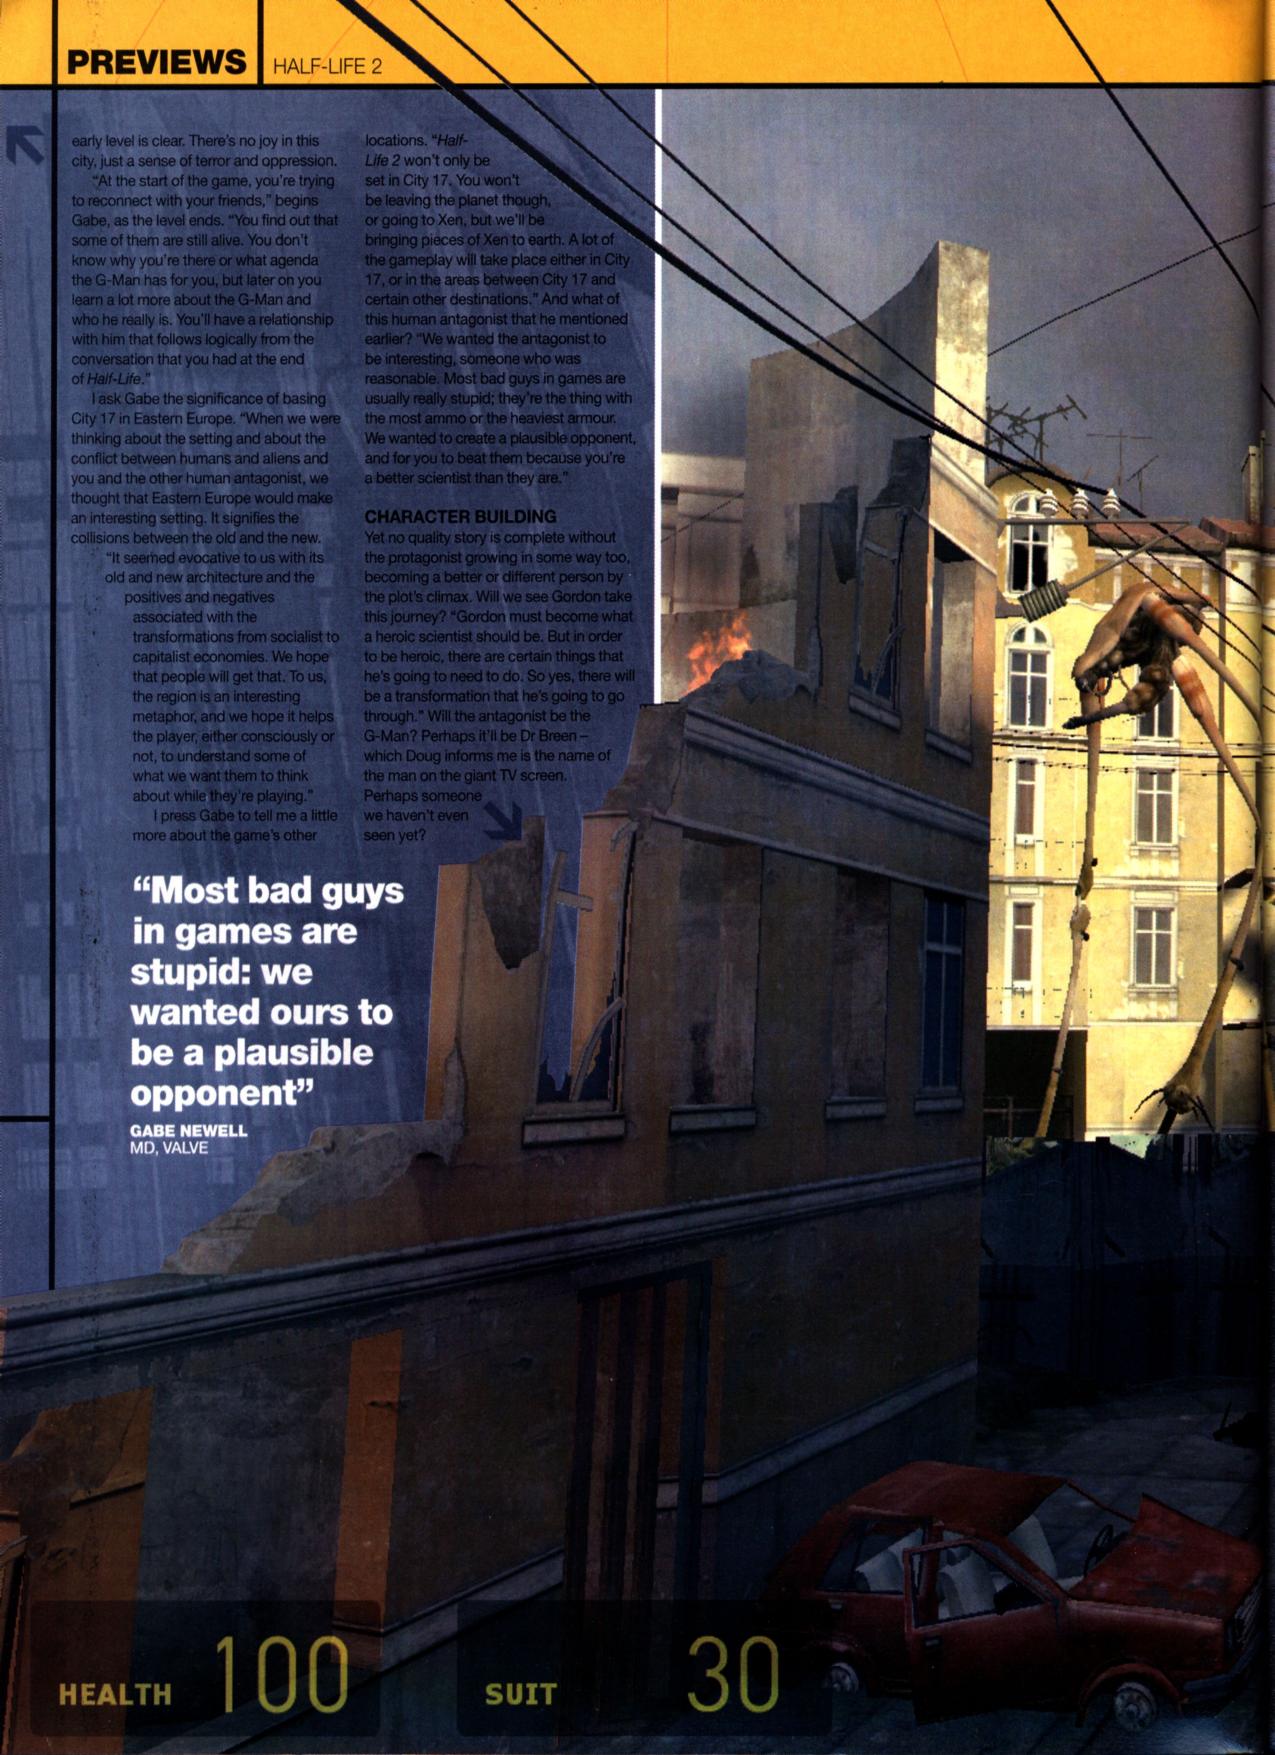 PREVIEWS
HALF-LIFE 2
early level is clear. There's no joy in this
city, just a sense of terror and oppression.
"At the start of the game, you're trying
to reconnect with your friends," begins
Gabe, as the level ends. "You find out that
some of them are still alive. You don't
know why you're there or what agenda
the G-Man has for you, but later on you
learn a lot more about the G-Man and
who he really is. You'll have a relationship
with him that follows logically from the
conversation that you had at the end
of Half-Life."
I ask Gabe the significance of basing
City 17 in Eastern Europe. "When we were
thinking about the setting and about the
conflict between humans and aliens and
you and the other human antagonist, we
thought that Eastern Europe would make
an interesting setting. It signifies the
collisions between the old and the new.
"It seemed evocative to us with its
old and new architecture and the
positives and negatives
associated with the
transformations from socialist to
capitalist economies. We hope
that people will get that. To us,
the region is an interesting
metaphor, and we hope it helps
the player, either consciously or
not, to understand some of
what we want them to think
about while they're playing."
I press Gabe to tell me a little
more about the game's other
locations. "Half-
Life 2 won't only be
set in City 17. You won't
be leaving the planet though,
or going to Xen, but we'll be
bringing pieces of Xen to earth. A lot of
the gameplay will take place either in City
17, or in the areas between City 17 and
certain other destinations." And what of
this human antagonist that he mentioned
earlier? "We wanted the antagonist to
be interesting, someone who was
reasonable. Most bad guys in games are
usually really stupid; they're the thing with
the most ammo or the heaviest armour.
We wanted to create a plausible opponent,
and for you to beat them because you're
a better scientist than they are."
CHARACTER BUILDING
Yet no quality story is complete without
the protagonist growing in some way too,
becoming a better or different person by
the plot's climax. Will we see Gordon take
this journey? "Gordon must become what
a heroic scientist should be. But in order
to be heroic, there are certain things that
he's going to need to do. So yes, there will
be a transformation that he's going to go
through." Will the antagonist be the
G-Man? Perhaps it'll be Dr Breen –
which Doug informs me is the name of
the man on the giant TV screen.
Perhaps someone
we haven't even
seen yet?
"Most bad guys
in games are
stupid: we
wanted ours to
be a plausible
opponent"
GABE NEWELL
MD, VALVE
HEALTH 100
SUIT 30